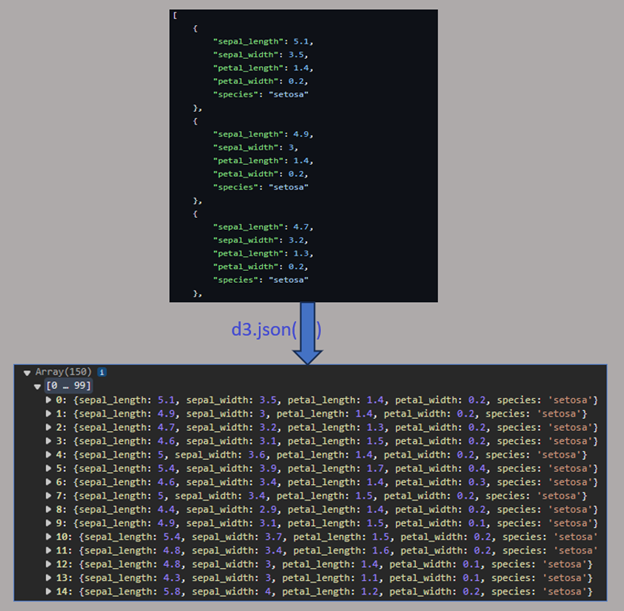 [
{
"sepal_length": 5.1,
"sepal_width": 3.5,
"petal_length": 1.4,
"petal_width": 0.2,
"species": "setosa"
},
{
"sepal_length": 4.9,
"sepal_width": 3,
"petal_length": 1.4,
"petal_width": 0.2,
"species": "setosa"
},
{
"sepal_length": 4.7,
"sepal_width": 3.2,
"petal_length": 1.3,
"petal_width": 0.2,
"species": "setosa"
},
d3.json( )
Array(150) i
[0 … 99]
0: {sepal_length: 5.1, sepal_width: 3.5, petal_length: 1.4, petal_width: 0.2, species: 'setosa'}
1: {sepal_length: 4.9, sepal_width: 3, petal_length: 1.4, petal_width: 0.2, species: 'setosa'}
2: {sepal_length: 4.7, sepal_width: 3.2, petal_length: 1.3, petal_width: 0.2, species: 'setosa'}
3: {sepal_length: 4.6, sepal_width: 3.1, petal_length: 1.5, petal_width: 0.2, species: 'setosa'}
4: {sepal_length: 5, sepal_width: 3.6, petal_length: 1.4, petal_width: 0.2, species: 'setosa'}
5: {sepal_length: 5.4, sepal_width: 3.9, petal_length: 1.7, petal_width: 0.4, species: 'setosa'}
6: {sepal_length: 4.6, sepal_width: 3.4, petal_length: 1.4, petal_width: 0.3, species: 'setosa'}
7: {sepal_length: 5, sepal_width: 3.4, petal_length: 1.5, petal_width: 0.2, species: 'setosa'}
8: {sepal_length: 4.4, sepal_width: 2.9, petal_length: 1.4, petal_width: 0.2, species: 'setosa'}
9: {sepal_length: 4.9, sepal_width: 3.1, petal_length: 1.5, petal_width: 0.1, species: 'setosa'}
10: {sepal_length: 5.4, sepal_width: 3.7, petal_length: 1.5, petal_width: 0.2, species: 'setosa
11: {sepal_length: 4.8, sepal_width: 3.4, petal_length: 1.6, petal_width: 0.2, species: 'setosa
12: {sepal_length: 4.8, sepal_width: 3, petal_length: 1.4, petal_width: 0.1, species: 'setosa'}
13: {sepal_length: 4.3, sepal_width: 3, petal_length: 1.1, petal_width: 0.1, species: 'setosa'}
14: {sepal_length: 5.8, sepal_width: 4, petal_length: 1.2, petal_width: 0.2, species: 'setosa'}